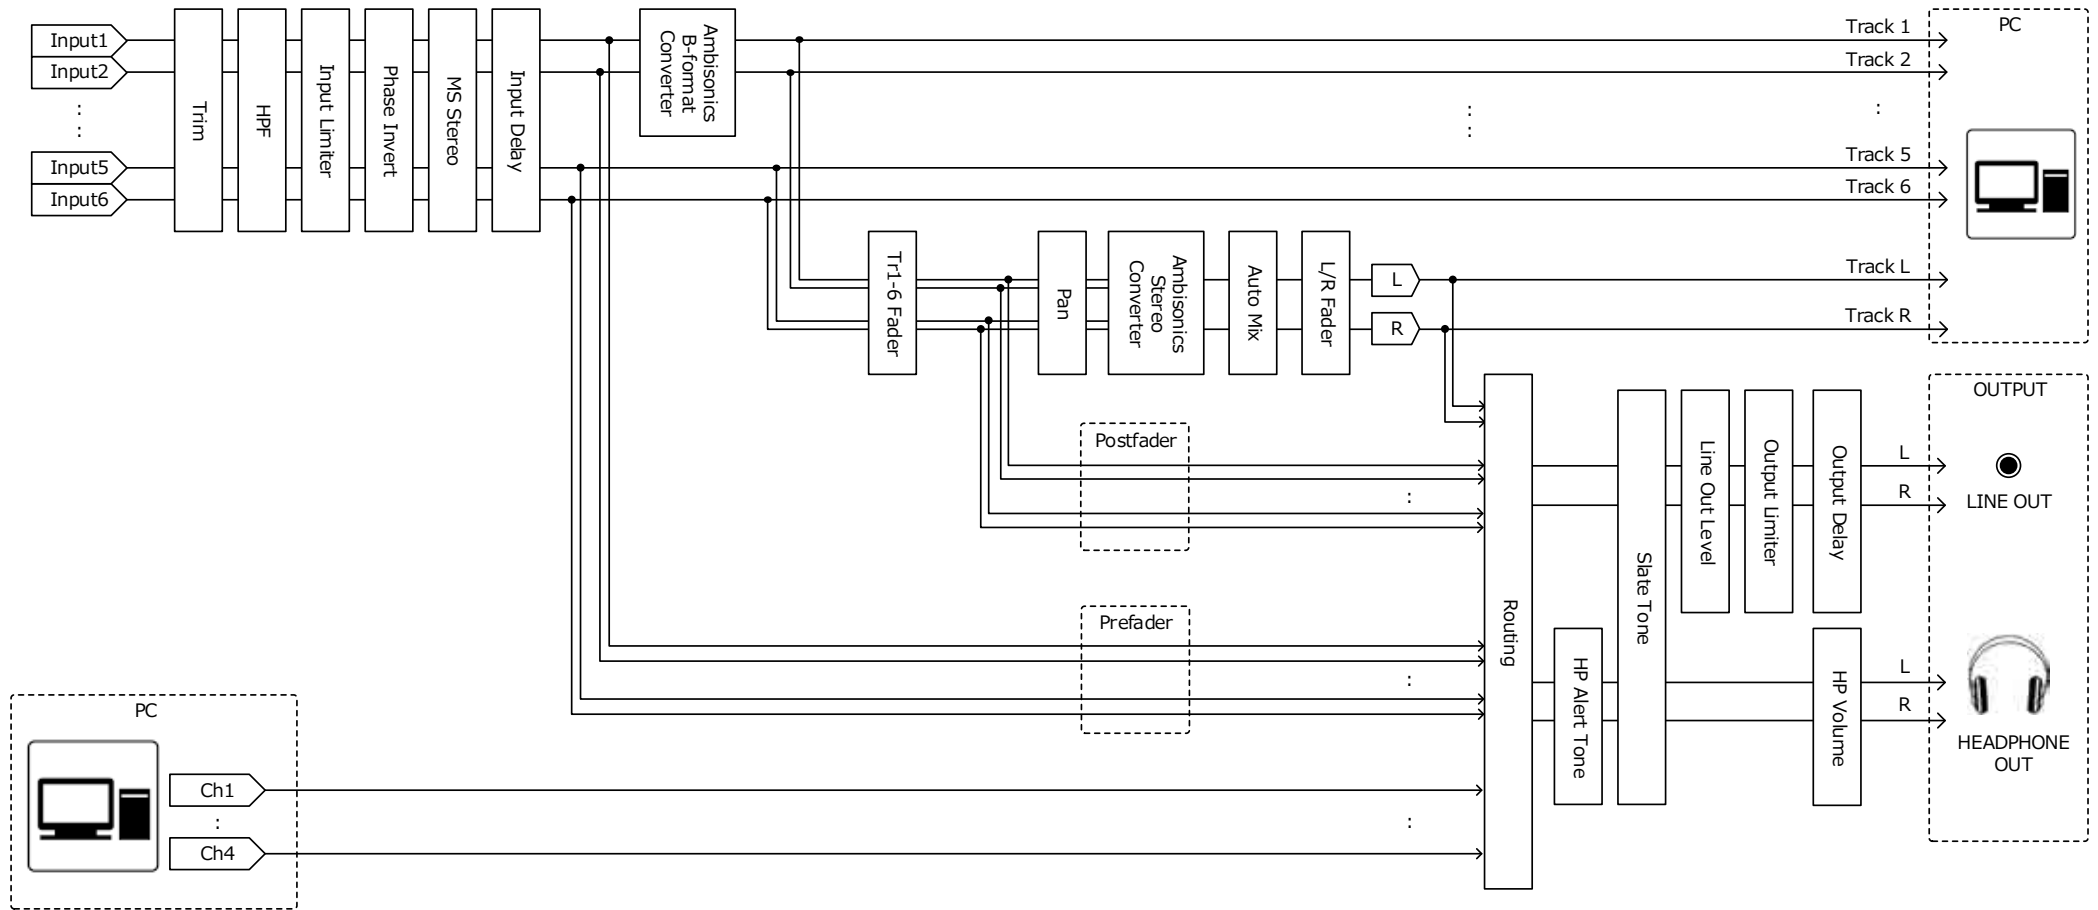 Input1
Input2
:
:
Input5
Input6
Trim
HPF
Input Limiter
Phase Invert
MS Stereo
Input Delay
Ambisonics
B-format
Converter
Track 1
Track 2
:
:
:
Track 5
Track 6
Track L
Track R
PC
Tr1-6 Fader
Pan
Ambisonics
Stereo
Converter
Auto Mix
L/R Fader
L
R
Postfader
:
Prefader
:
PC
Ch1
:
Ch4
:
Routing
HP Alert Tone
Slate Tone
Line Out Level
Output Limiter
Output Delay
HP Volume
L
R
L
R
OUTPUT
LINE OUT
HEADPHONE
OUT